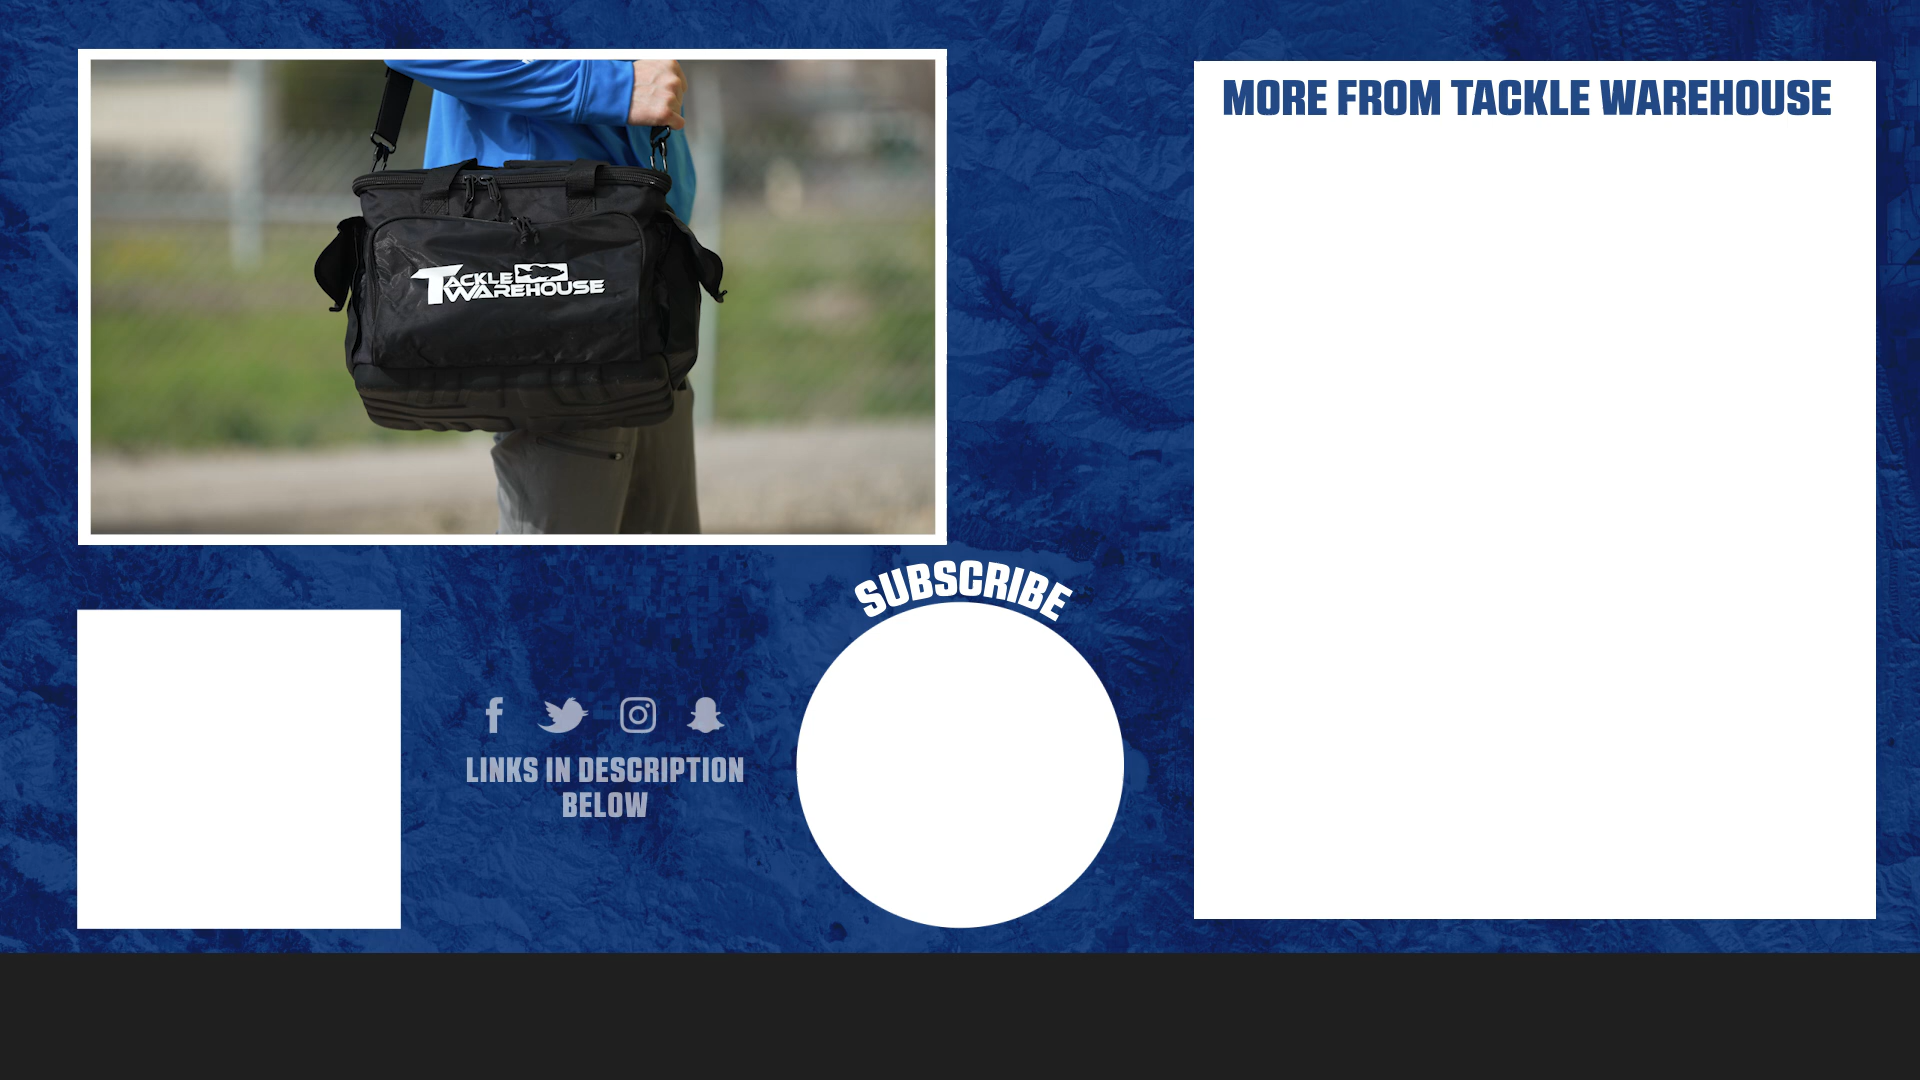 MORE FROM TACKLE WAREHOUSE
TACKLE
WAREHOUSE
SUBSCRIBE
LINKS IN DESCRIPTION
BELOW